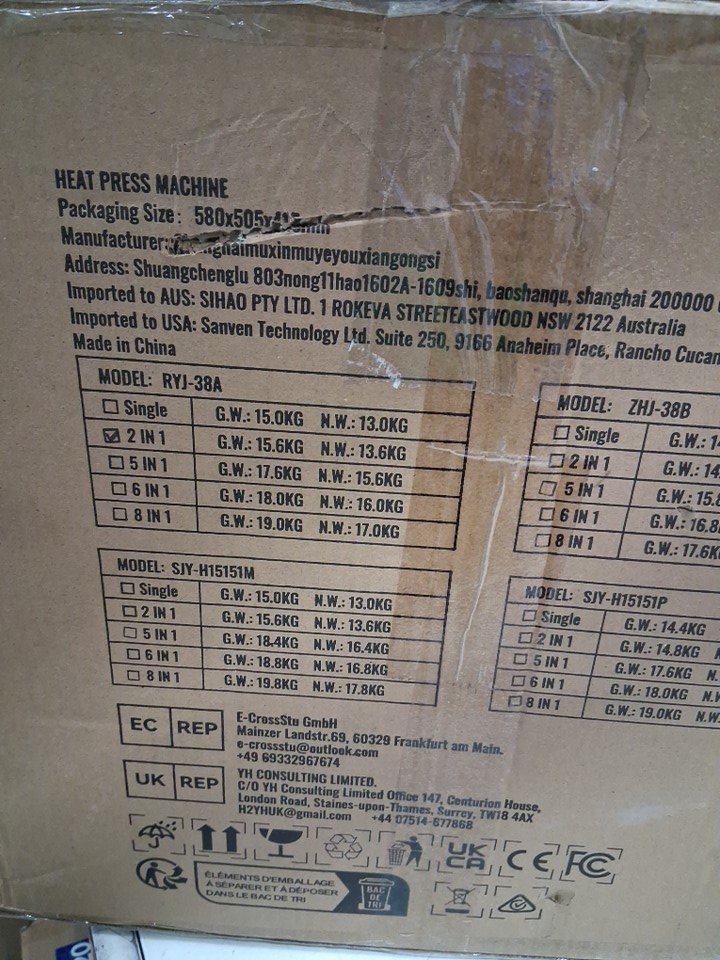 HEAT PRESS MACHINE
Packaging Size: 580x505x415mm
Manufacturer:
Address: Shuangchenglu 803nong11hao1602A-1609shi, baoshanqu, shanghai 200000
Imported to AUS: SIHAO PTY LTD. 1 ROKEVA STREETEASTWOOD NSW 2122 Australia
Imported to USA: Sanven Technology Ltd. Suite 250, 9166 Anaheim Place, Rancho Cucan
Made in China
MODEL: RYJ-38A
Single G.W.: 15.0KG N.W.: 13.0KG
2 IN 1 G.W.: 15.6KG N.W.: 13.6KG
5 IN 1 G.W.: 17.6KG N.W.: 15.6KG
6 IN 1 G.W.: 18.0KG N.W.: 16.0KG
8 IN 1 G.W.: 19.0KG N.W.: 17.0KG
MODEL: ZHJ-38B
Single G.W.: 14
2 IN 1 G.W.: 14
5 IN 1 G.W.: 15.8
6 IN 1 G.W.: 16.8
8 IN 1 G.W.: 17.6K
MODEL: SJY-H15151M
Single G.W.: 15.0KG N.W.: 13.0KG
2 IN 1 G.W.: 15.6KG N.W.: 13.6KG
5 IN 1 G.W.: 18.4KG N.W.: 16.4KG
6 IN 1 G.W.: 18.8KG N.W.: 16.8KG
8 IN 1 G.W.: 19.8KG N.W.: 17.8KG
MODEL: SJY-H15151P
Single G.W.: 14.4KG
2 IN 1 G.W.: 14.8KG
5 IN 1 G.W.: 17.6KG N.
6 IN 1 G.W.: 18.0KG N.W
8 IN 1 G.W.: 19.0KG N.W.
EC REP
E-CrossStu GmbH
Mainzer Landstr.69, 60329 Frankfurt am Main.
e-crossstu@outlook.com
+49 69332967674
UK REP
YH CONSULTING LIMITED.
C/O YH Consulting Limited Office 147, Centurion House,
London Road, Staines-upon-Thames, Surrey, TW18 4AX
H2YHUK@gmail.com +44 07514-677868
UK
CA
CE
FC
ÉLÉMENTS D'EMBALLAGE
À SÉPARER ET À DÉPOSER
DANS LE BAC DE TRI
BAC
DE
TRI